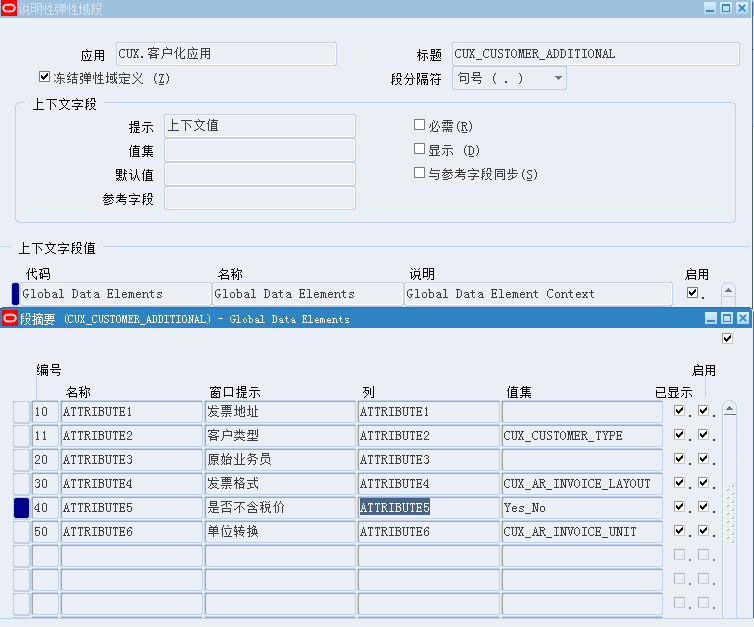 说明性弹性域段
应用 CUX.客户化应用 标题 CUX_CUSTOMER_ADDITIONAL
冻结弹性域定义 (Z) 段分隔符 句号 ( . )
上下文字段
提示 上下文值 必需(R)
值集 显示 (D)
默认值 与参考字段同步(S)
参考字段
上下文字段值
代码 名称 说明 启用
Global Data Elements Global Data Elements Global Data Element Context
段摘要 (CUX_CUSTOMER_ADDITIONAL) - Global Data Elements
编号 启用
名称 窗口提示 列 值集 已显示
10 ATTRIBUTE1 发票地址 ATTRIBUTE1
11 ATTRIBUTE2 客户类型 ATTRIBUTE2 CUX_CUSTOMER_TYPE
20 ATTRIBUTE3 原始业务员 ATTRIBUTE3
30 ATTRIBUTE4 发票格式 ATTRIBUTE4 CUX_AR_INVOICE_LAYOUT
40 ATTRIBUTE5 是否不含税价 ATTRIBUTE5 Yes_No
50 ATTRIBUTE6 单位转换 ATTRIBUTE6 CUX_AR_INVOICE_UNIT